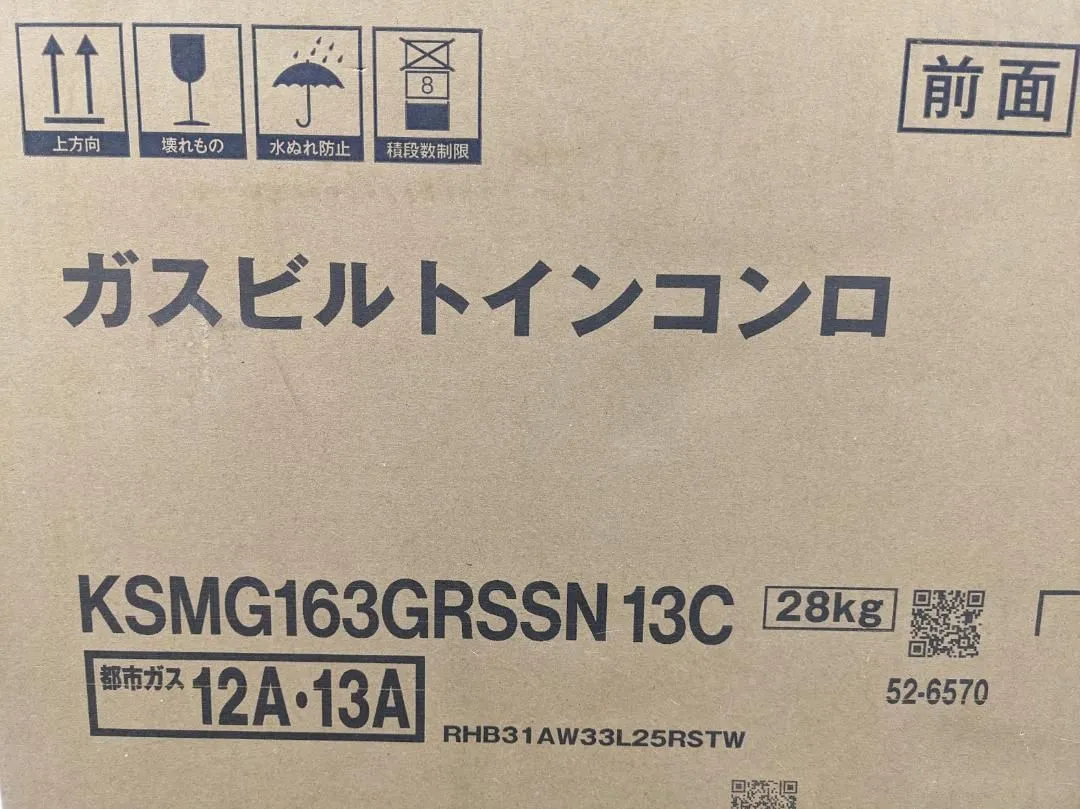 上方向
壊れもの
水ぬれ防止
8
積段数制限
前面
ガスビルトインコンロ
KSMG163GRSSN 13C
28kg
52-6570
都市ガス 12A・13A
RHB31AW33L25RSTW